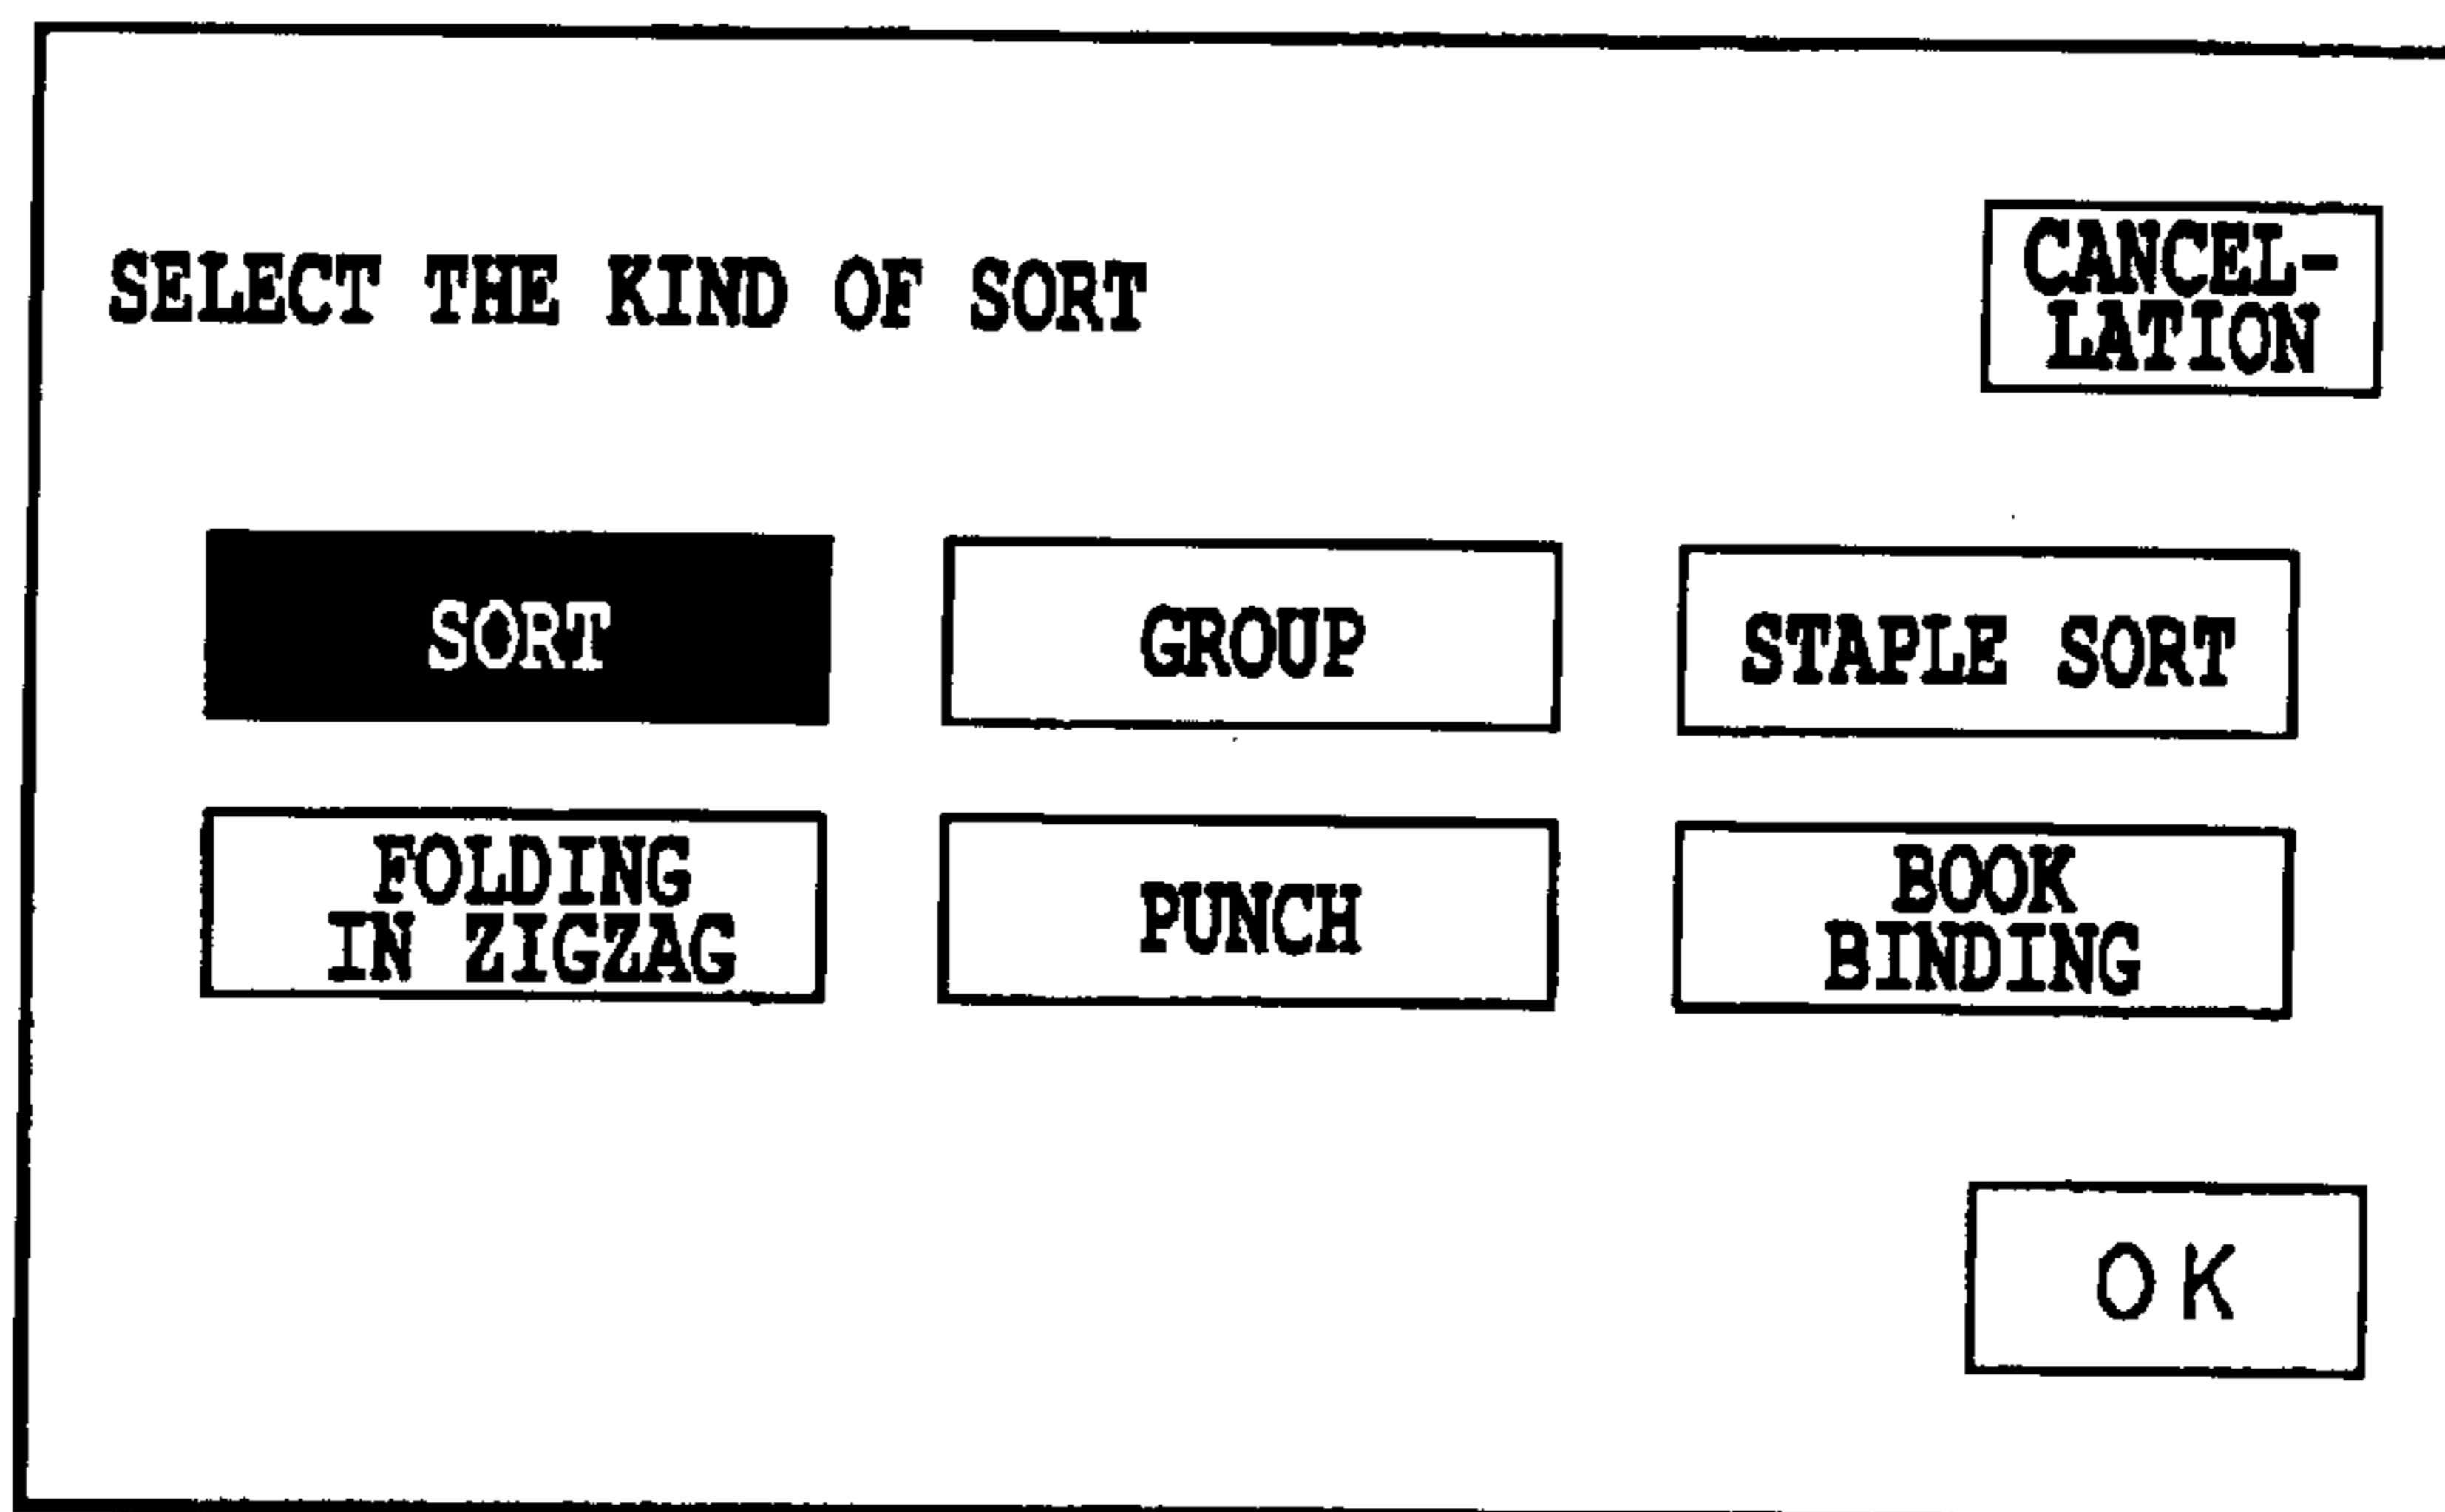 SELECT THE KIND OF SORT
CANCEL-
LATION
SORT
GROUP
STAPLE SORT
FOLDING
IN ZIGZAG
PUNCH
BOOK
BINDING
OK